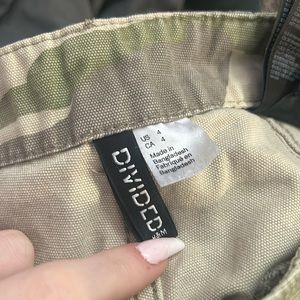 DIVIDED
H&M
US 4
CA 4
Made in
Bangladesh
Fabriqué en
Bangladesh